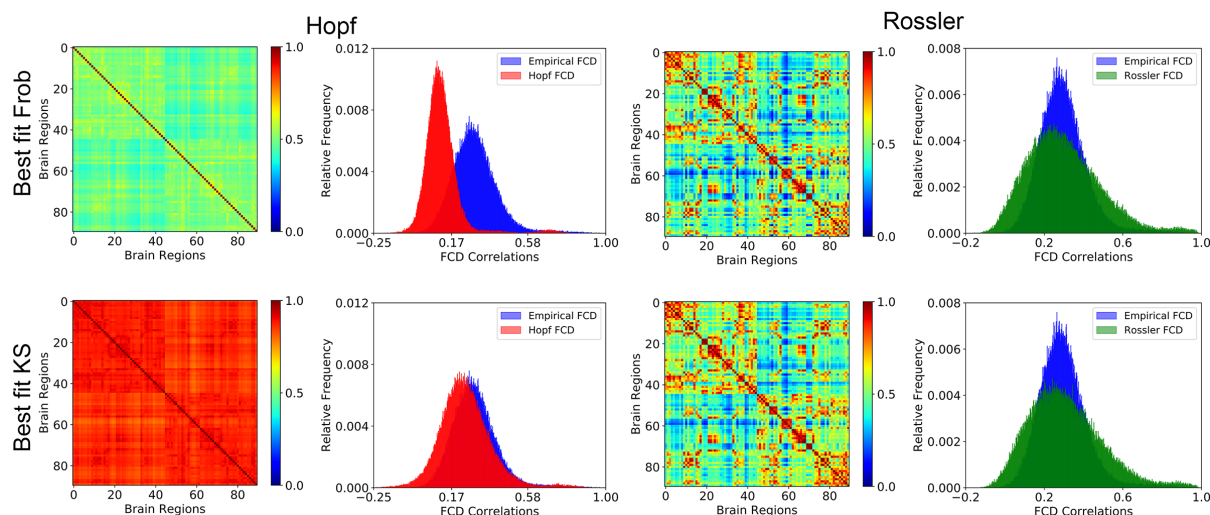 Hopf
Rossler
Best fit Frob
Brain Regions
0
20
40
60
80
0 20 40 60 80
Brain Regions
1.0
0.5
0.0
Relative Frequency
0.012
0.008
0.004
0.000
−0.25 0.17 0.58 1.00
FCD Correlations
Empirical FCD
Hopf FCD
Brain Regions
0
20
40
60
80
0 20 40 60 80
Brain Regions
1.0
0.5
0.0
Relative Frequency
0.008
0.006
0.004
0.002
0.000
−0.2 0.2 0.6 1.0
FCD Correlations
Empirical FCD
Rossler FCD
Best fit KS
Brain Regions
0
20
40
60
80
0 20 40 60 80
Brain Regions
1.0
0.5
0.0
Relative Frequency
0.012
0.008
0.004
0.000
−0.25 0.17 0.58 1.00
FCD Correlations
Empirical FCD
Hopf FCD
Brain Regions
0
20
40
60
80
0 20 40 60 80
Brain Regions
1.0
0.5
0.0
Relative Frequency
0.008
0.006
0.004
0.002
0.000
−0.2 0.2 0.6 1.0
FCD Correlations
Empirical FCD
Rossler FCD